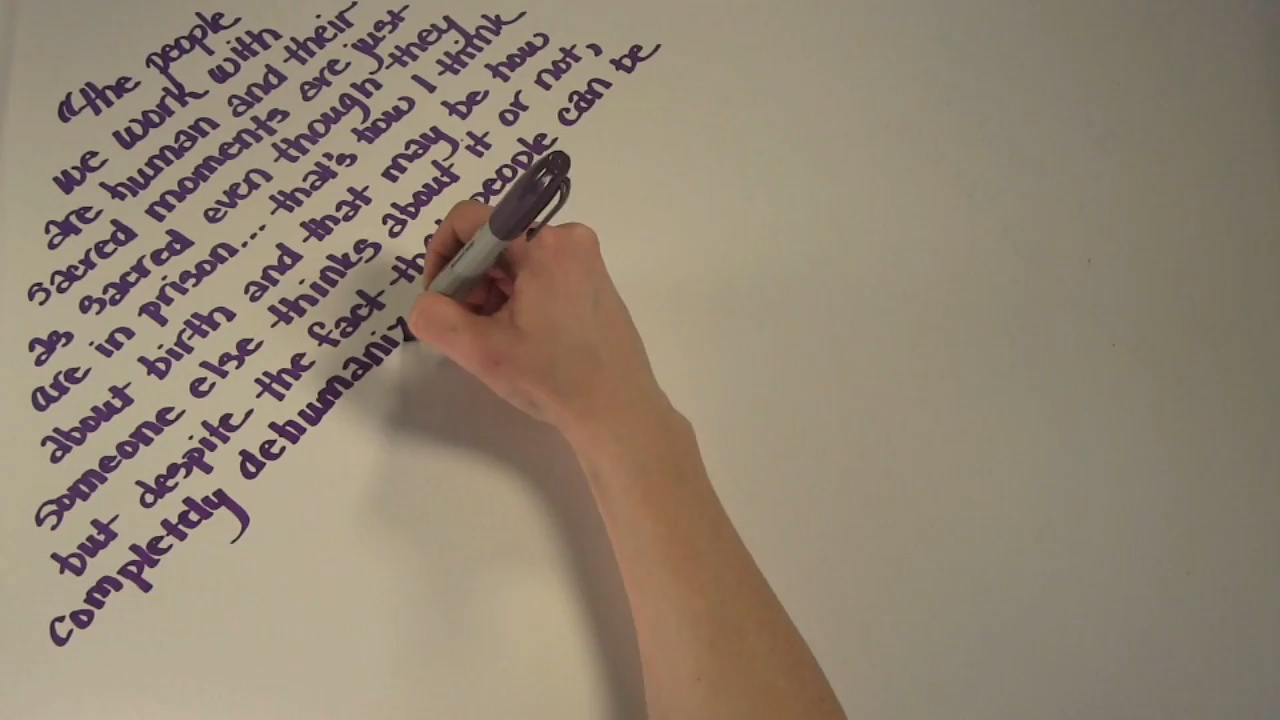 "the people
we work with
are human and their
sacred moments are just
as sacred even though they
are in prison... that's how I think
about birth and that may be how
someone else thinks about it or not,
but despite the fact people can be
completely dehumaniz